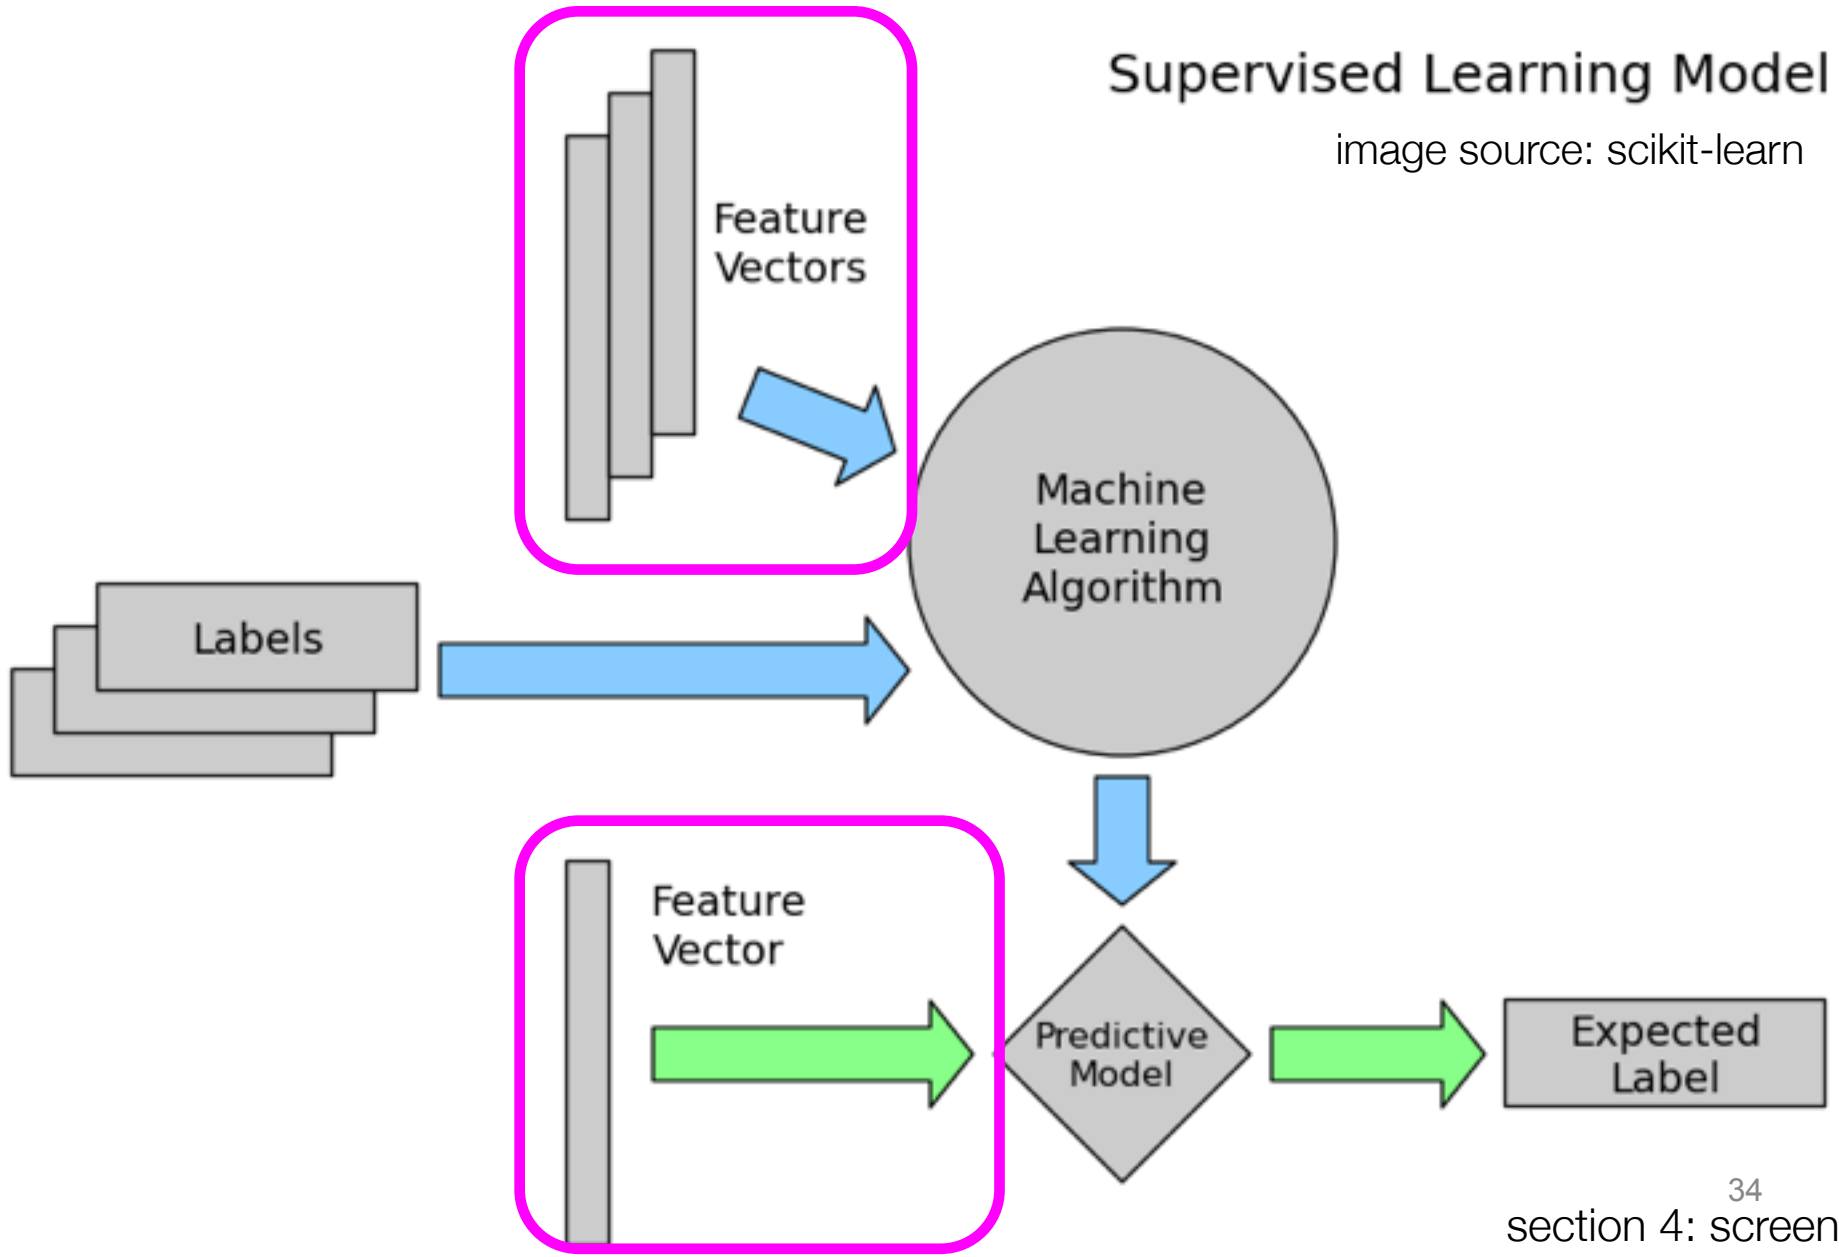 Supervised Learning Model
image source: scikit-learn
Feature
Vectors
Machine
Learning
Algorithm
Labels
Feature
Vector
Predictive
Model
Expected
Label
34
section 4: screen